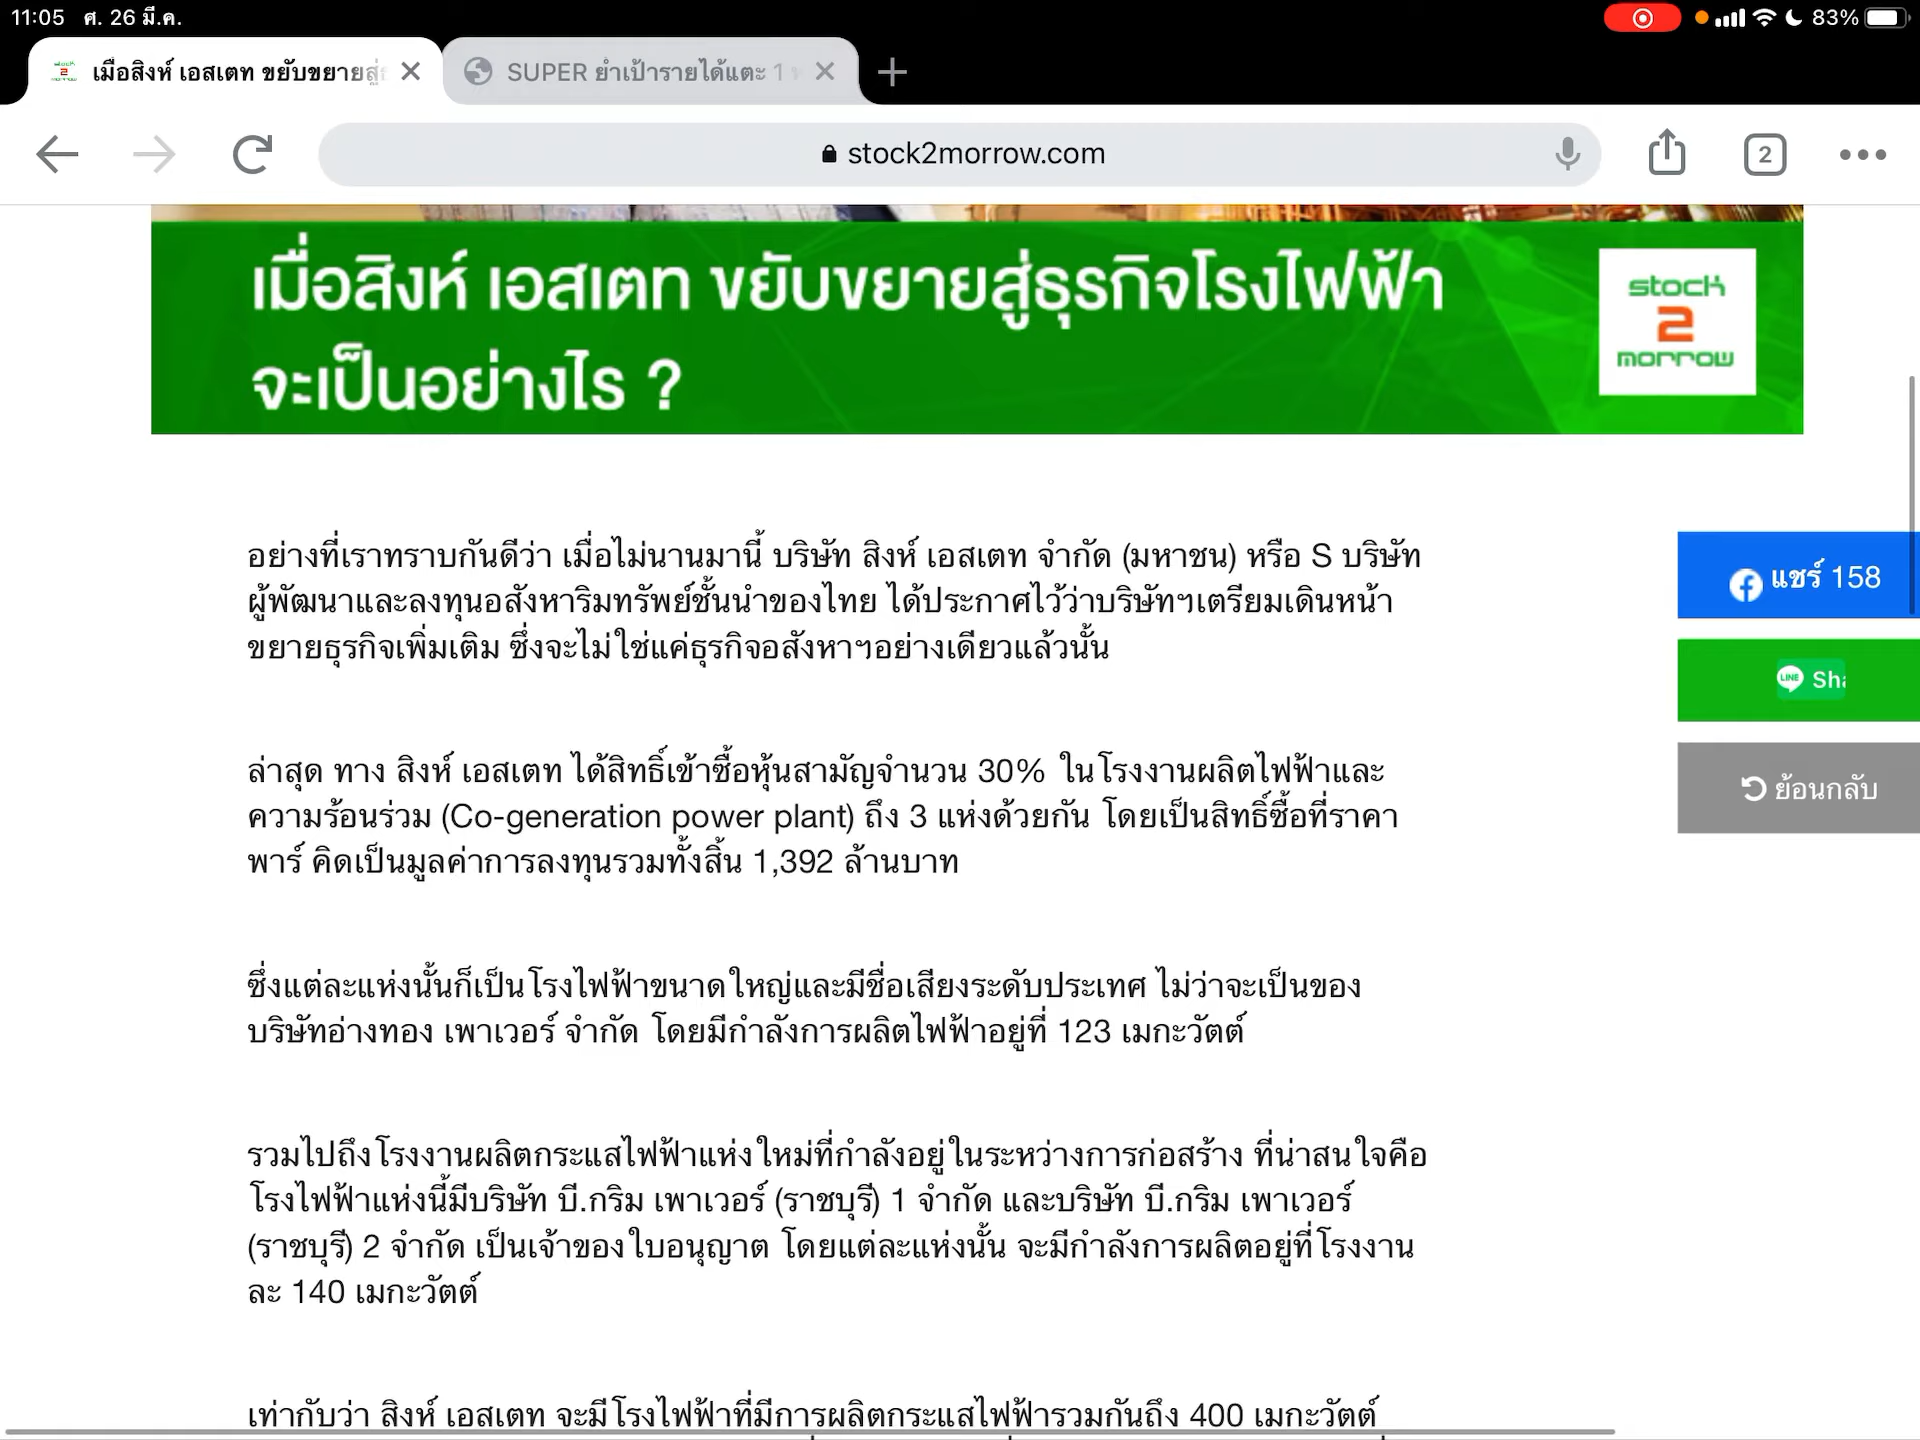 11:05 ศ. 26 มี.ค.
83%
เมื่อสิงห์ เอสเตท ขยับขยายสู่
SUPER ยำเป้ารายได้แตะ 1
stock2morrow.com
2
เมื่อสิงห์ เอสเตท ขยับขยายสู่ธุรกิจโรงไฟฟ้า
จะเป็นอย่างไร ?
stock
2
morrow
อย่างที่เราทราบกันดีว่า เมื่อไม่นานมานี้ บริษัท สิงห์ เอสเตท จำกัด (มหาชน) หรือ S บริษัท
ผู้พัฒนาและลงทุนอสังหาริมทรัพย์ชั้นนำของไทย ได้ประกาศไว้ว่าบริษัทฯเตรียมเดินหน้า
ขยายธุรกิจเพิ่มเติม ซึ่งจะไม่ใช่แค่ธุรกิจอสังหาฯอย่างเดียวแล้วนั้น
แชร์ 158
LINE Sha
ย้อนกลับ
ล่าสุด ทาง สิงห์ เอสเตท ได้สิทธิ์เข้าซื้อหุ้นสามัญจำนวน 30% ในโรงงานผลิตไฟฟ้าและ
ความร้อนร่วม (Co-generation power plant) ถึง 3 แห่งด้วยกัน โดยเป็นสิทธิ์ซื้อที่ราคา
พาร์ คิดเป็นมูลค่าการลงทุนรวมทั้งสิ้น 1,392 ล้านบาท
ซึ่งแต่ละแห่งนั้นก็เป็นโรงไฟฟ้าขนาดใหญ่และมีชื่อเสียงระดับประเทศ ไม่ว่าจะเป็นของ
บริษัทอ่างทอง เพาเวอร์ จำกัด โดยมีกำลังการผลิตไฟฟ้าอยู่ที่ 123 เมกะวัตต์
รวมไปถึงโรงงานผลิตกระแสไฟฟ้าแห่งใหม่ที่กำลังอยู่ในระหว่างการก่อสร้าง ที่น่าสนใจคือ
โรงไฟฟ้าแห่งนี้มีบริษัท บี.กริม เพาเวอร์ (ราชบุรี) 1 จำกัด และบริษัท บี.กริม เพาเวอร์
(ราชบุรี) 2 จำกัด เป็นเจ้าของใบอนุญาต โดยแต่ละแห่งนั้น จะมีกำลังการผลิตอยู่ที่โรงงาน
ละ 140 เมกะวัตต์
เท่ากับว่า สิงห์ เอสเตท จะมีโรงไฟฟ้าที่มีการผลิตกระแสไฟฟ้ารวมกันถึง 400 เมกะวัตต์